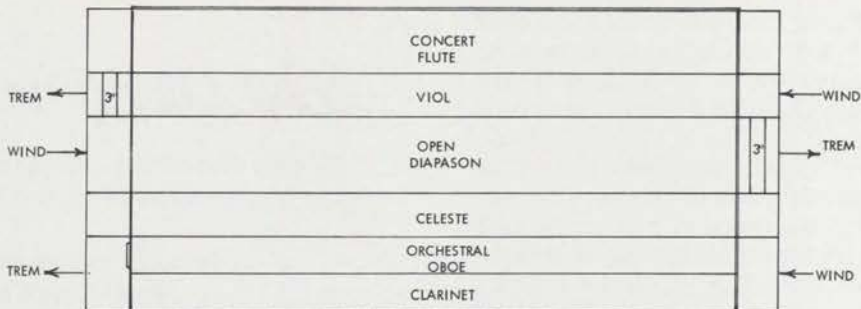 CONCERT
FLUTE
TREM
3"
VIOL
WIND
WIND
OPEN
DIAPASON
3"
TREM
CELESTE
ORCHESTRAL
OBOE
TREM
WIND
CLARINET